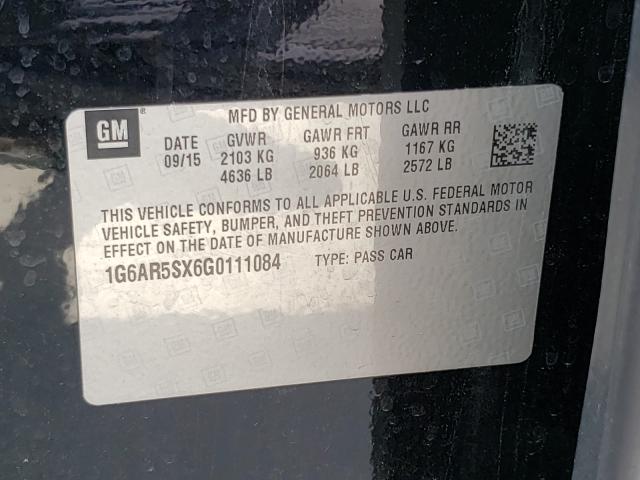 MFD BY GENERAL MOTORS LLC
GM®
DATE GVWR GAWR FRT GAWR RR
09/15 2103 KG 936 KG 1167 KG
4636 LB 2064 LB 2572 LB
THIS VEHICLE CONFORMS TO ALL APPLICABLE U.S. FEDERAL MOTOR
VEHICLE SAFETY, BUMPER, AND THEFT PREVENTION STANDARDS IN
EFFECT ON THE DATE OF MANUFACTURE SHOWN ABOVE.
1G6AR5SX6G0111084 TYPE: PASS CAR